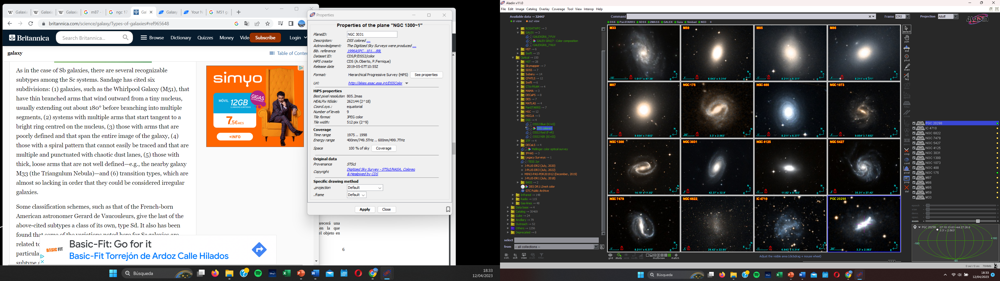 Galaxia
Galaxia
Galaxia
m87 -
ngc 17
Gal
Galaxy
Your N
M51 g
britannica.com/science/galaxy/Types-of-galaxies#ref965648
Britannica
Search Britannica...
Browse
Dictionary
Quizzes
Money
Vide
Subscribe
Login
galaxy
Table of Conter
As in the case of Sb galaxies, there are several recognizable
subtypes among the Sc systems. Sandage has cited six
subdivisions: (1) galaxies, such as the Whirlpool Galaxy (M51), that
have thin branched arms that wind outward from a tiny nucleus,
usually extending out about 180° before branching into multiple
segments, (2) systems with multiple arms that start tangent to a
bright ring centred on the nucleus, (3) those with arms that are
poorly defined and that span the entire image of the galaxy, (4)
those with a spiral pattern that cannot easily be traced and that are
multiple and punctuated with chaotic dust lanes, (5) those with
thick, loose arms that are not well defined—e.g., the nearby galaxy
M33 (the Triangulum Nebula)—and (6) transition types, which are
almost so lacking in order that they could be considered irregular
galaxies.
Some classification schemes, such as that of the French-born
American astronomer Gerard de Vaucouleurs, give the last of the
above-cited subtypes a class of its own, type Sd. It also has been
found that some of the variations noted here for Sc galaxies are
related to
particula
subtype a
simyo
MÓVIL 12GB
LLAMADAS ILIMITADAS
GIGAS
ACUMULABLES
7,5€MES
+INFO
BASIC-FIT
Basic-Fit: Go for it
Basic-Fit Torrejón de Ardoz Calle Hilados
Properties
Properties of the plane "NGC 1300~1"
PlaneID: NGC 3031
Description: DSS colored ...
Acknowledgment: The Digitized Sky Surveys were produced ...
Bib. reference 1996ASPC..101...88L
Dataset ID: CDS/P/DSS2/color
HiPS creator CDS (A.Oberto, P.Fernique)
Release date 2019-05-07T10:55Z
Format: Hierarchical Progressive Survey (HiPS) See properties
Url: http://skies.esac.esa.int/DSSColor
HiPS properties
Best pixel resolution 805.2mas
HEALPix NSide: 262144 (2^18)
Coord.sys.: equatorial
Number of levels 9
Tile format JPEG color
Tile width: 512 pix (2^9)
Coverage
Time range 1975 .. 1998
Energy range 400nm/749.5THz .. 600nm/499.7THz
Space 100 % of sky Coverage
Original data
Provenance STScI
Copyright Digitized Sky Survey - STScI/NASA, Colored
& Healpixed by CDS
Specific drawing method
.projection Default
.frame Default
Apply Close
arecerá una
en la que
el objeto en
6
Búsqueda
18:33
12/04/2023
Aladin v11.0
File Edit Image Catalog Overlay Coverage Tool View Interop Help
Available data → 32447
in view out view
Command
Frame ICRS
Projection Aitoff
ALADIN
DSS PanSTARRS SDSS 2MASS GALEX Gaia Simbad NED +
ROSATWFC → 3
GALEX → 3
GALEXGR6_7 FUV
GALEX GR6/7 - Color composition
GALEXGR6_7 NUV
HST → 6
Swift → 15
Optical → 150
HST → 28
Skymapper → 7
SDSS → 7
Subaru → 14
CFHTLS → 12
Swift → 6
CTA-FRAM → 4
MAMA → 3
DECaPS → 8
DES → 7
MATLAS → 4
PanSTARRS → 7
HSC → 12
HSCLA → 5
DSS → 4
DSS2 Blue (XJ+S)
DSS colored
DSS2 Red (F+R)
DSS2 NIR (XI+IS)
ZTF → 4
DECaLS → 4
Mellinger color optical survey
IPHAS → 3
Legacy Surveys → 1
TESS 2yr
J-PLUS-DR2 (July, 2020)
J-PLUS-DR3 (July, 2022)
MINIJ-PAS-PDR201912 (December, 2019)
J-PLUS-DR1 (July, 2018)
BASS → 2
DES DR1 LIneA color
GTC Public Archive
Infrared → 148
Radio → 115
Gas-lines → 48
Data base → 4
Catalog → 30469
Cube → 24
Ancillary → 79
Outreach → 52
Others → 1256
Deprecated → 8
select
from -- all collections --
coll. sort view scan filter
M33
15'
1.017° × 47.38'
N
E
M59
1'
6.843' × 5.314'
N
E
M85
1'
8.211' × 6.377'
N
E
M86
1'
8.211' × 6.377'
N
E
M87
1'
9.854' × 7.652'
N
E
NGC 175
30"
3.3' × 2.563'
N
E
NGC 488
1'
8.211' × 6.377'
N
E
NGC 1073
1'
9.854' × 7.652'
N
E
NGC 1300
1'
14.19' × 11.02'
N
E
NGC 3031
1'
42.37' × 32.9'
N
E
NGC 4125
1'
11.82' × 9.183'
N
E
NGC 5427
1'
35.31' × 27.42'
N
E
NGC 7479
1'
8.211' × 6.377'
N
E
NGC 6822
1'
29.42' × 22.85'
N
E
IC 4710
1'
6.843' × 5.314'
N
E
PGC 20298
30"
3.3' × 2.563'
N
E
grid study
multiview
match
Adjust the visible area (clic&drag + mouse wheel)
select
pan
dist
phot
draw
tag
crop
cont
pixel
prop
del
PGC 20298
IC 4710
NGC 6822
NGC 7479
NGC 5427
NGC 4125
NGC 3031
NGC 1300
NGC 1073
NGC 488
NGC 175
M87
M86
M85
M59
M33
epoch
size
dens.
opac.
zoom
PGC 20298 07:10:13.63 +44:27:26.8
3.3' × 2.563'
-180
+180
-90
0 sel / 0 src 784Mb
Búsqueda
18:33
12/04/2023